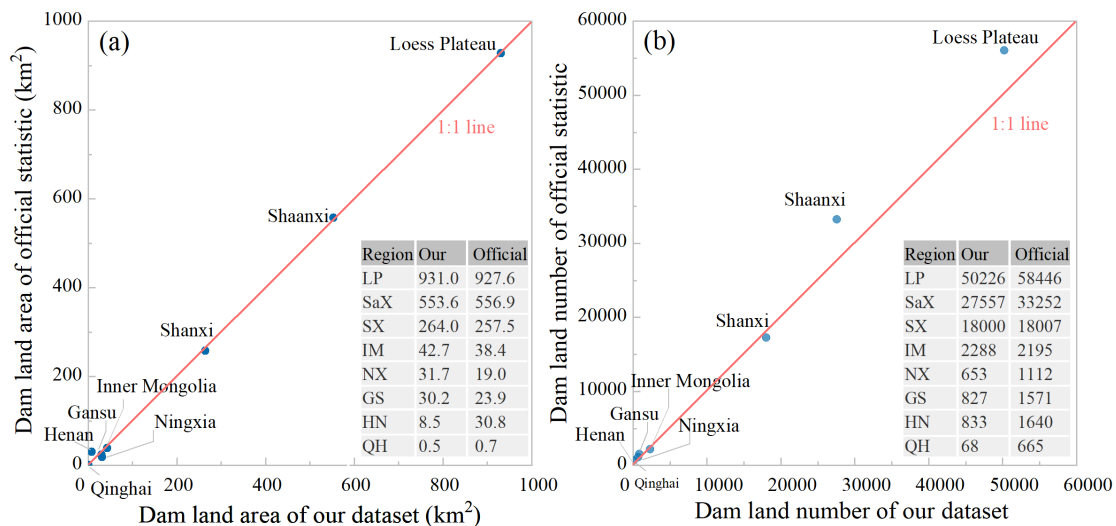 (a)
1000
800
600
400
200
0
Dam land area of official statistic (km²)
Loess Plateau
1:1 line
Shaanxi
Shanxi
Inner Mongolia
Gansu
Ningxia
Henan
Qinghai
Region Our Official
LP 931.0 927.6
SaX 553.6 556.9
SX 264.0 257.5
IM 42.7 38.4
NX 31.7 19.0
GS 30.2 23.9
HN 8.5 30.8
QH 0.5 0.7
0 200 400 600 800 1000
Dam land area of our dataset (km²)
(b)
60000
50000
40000
30000
20000
10000
0
Dam land number of official statistic
Loess Plateau
1:1 line
Shaanxi
Shanxi
Inner Mongolia
Gansu
Henan
Ningxia
Qinghai
Region Our Official
LP 50226 58446
SaX 27557 33252
SX 18000 18007
IM 2288 2195
NX 653 1112
GS 827 1571
HN 833 1640
QH 68 665
0 10000 20000 30000 40000 50000 60000
Dam land number of our dataset